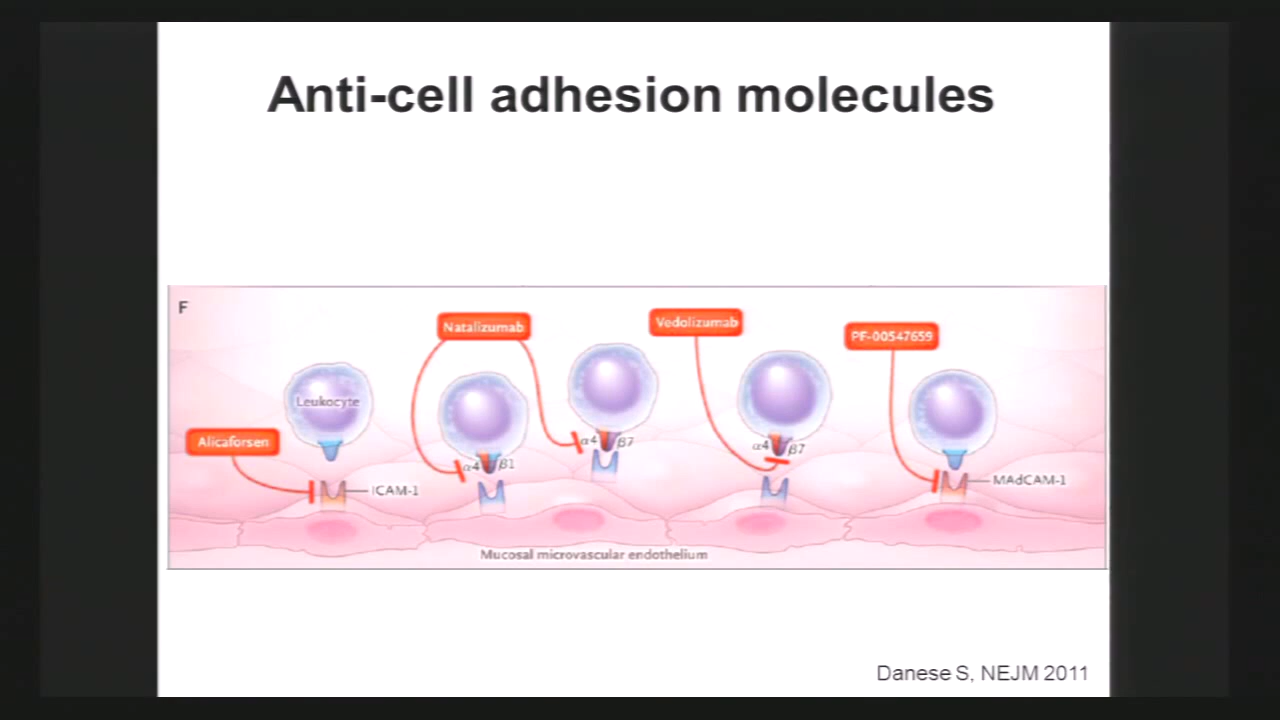 Anti-cell adhesion molecules
F
Natalizumab
Vedolizumab
PF-00547659
Leukocyte
Alicaforsen
α4 β7
α4 β7
α4 β1
ICAM-1
MAdCAM-1
Mucosal microvascular endothelium
Danese S, NEJM 2011